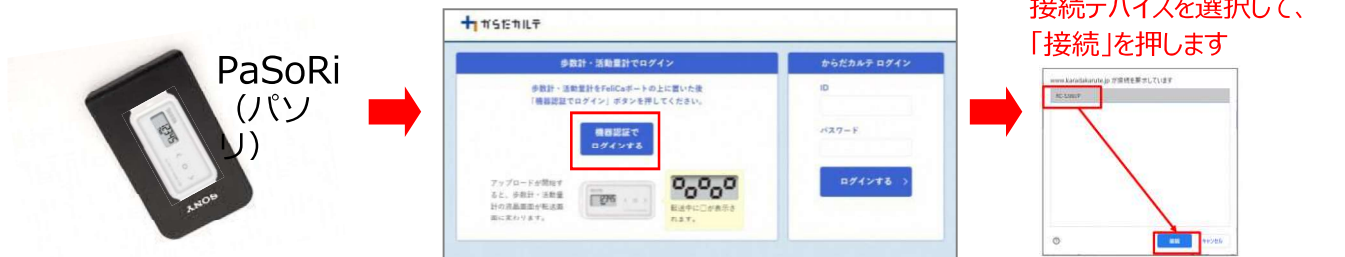 PaSoRi
（パソ
リ）
SONY
からだカルテ
歩数計・活動量計でログイン
歩数計・活動量計をFeliCaポートの上に置いた後
「機器認証でログイン」ボタンを押してください。
機器認証で
ログインする
アップロードが開始す
ると、歩数計・活動量
計の液晶画面が転送画
面に変わります。
転送中に□が表示さ
れます。
からだカルテ ログイン
ID
パスワード
ログインする
接続デバイスを選択して、
「接続」を押します
www.karadakarute.jp が接続を要求しています
接続
キャンセル